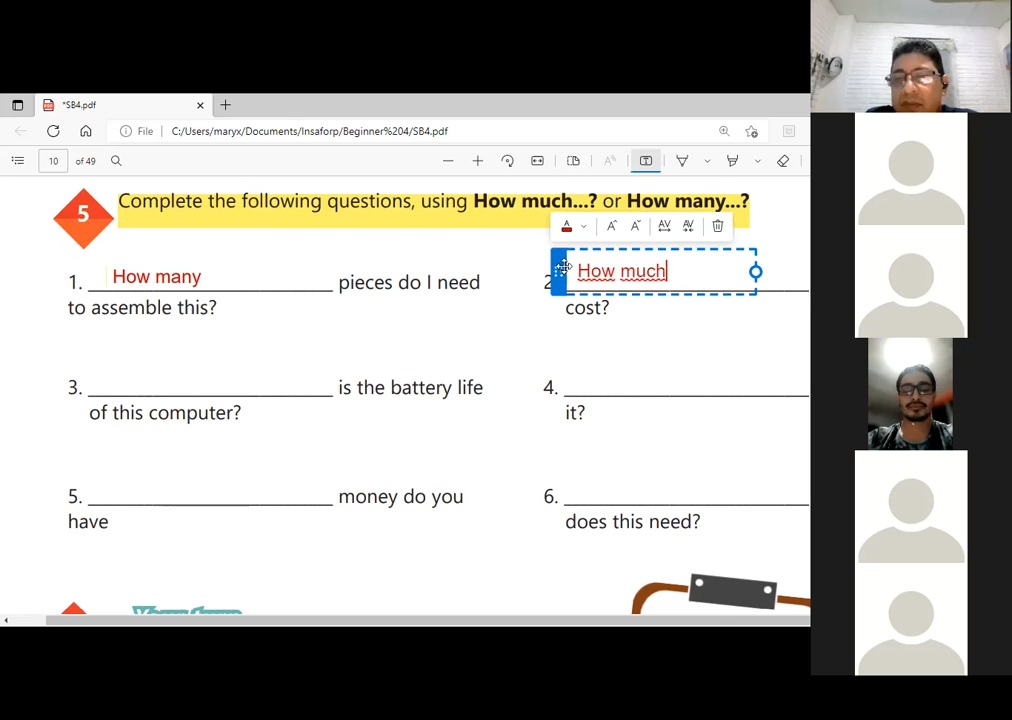 *SB4.pdf
File C:/Users/maryx/Documents/Insaforp/Beginner%204/SB4.pdf
10 of 49
5 Complete the following questions, using How much...? or How many...?
1. How many pieces do I need
to assemble this?
2 How much
cost?
3. is the battery life
of this computer?
4.
it?
5. money do you
have
6.
does this need?